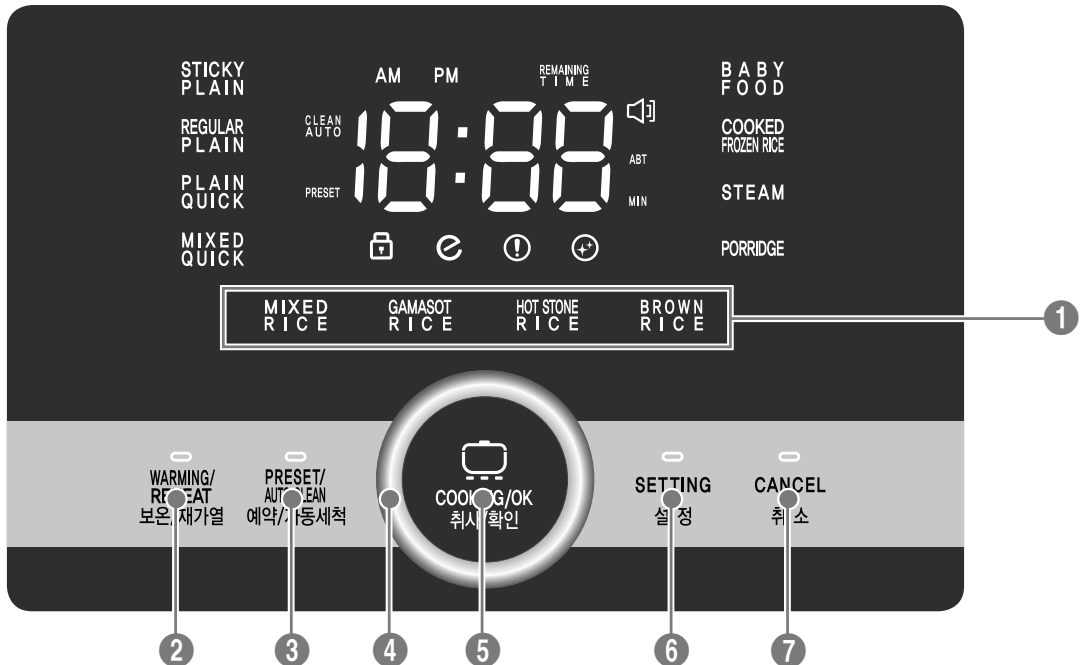 STICKY
PLAIN
AM PM
REMAINING
TIME
BABY
FOOD
REGULAR
PLAIN
CLEAN
AUTO
18:88
COOKED
FROZEN RICE
ABT
PLAIN
QUICK
PRESET
MIN
STEAM
MIXED
QUICK
PORRIDGE
MIXED
RICE
GAMASOT
RICE
HOT STONE
RICE
BROWN
RICE
1
WARMING/
REPEAT
보온/재가열
PRESET/
AUTO CLEAN
예약/자동세척
COOKING/OK
취사/확인
SETTING
설정
CANCEL
취소
2 3 4 5 6 7